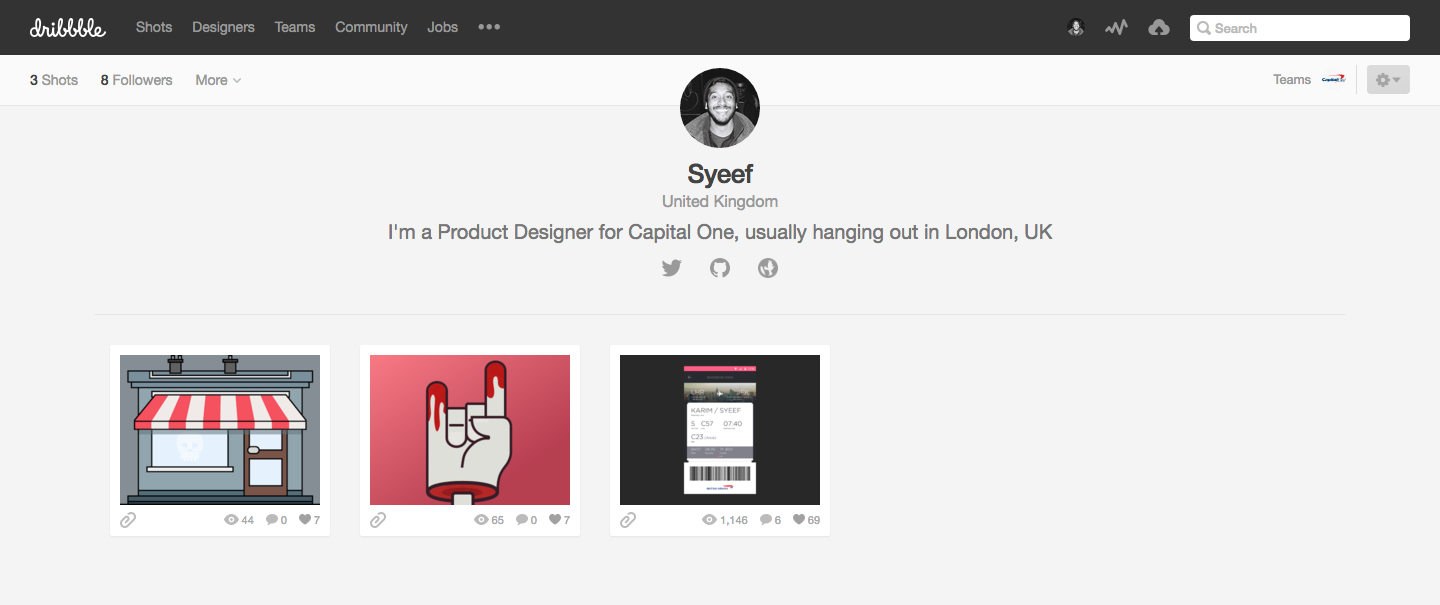 dribbble Shots Designers Teams Community Jobs Search
3 Shots 8 Followers More Teams
Syeef
United Kingdom
I'm a Product Designer for Capital One, usually hanging out in London, UK
KARIM / SYEEF
5 C57 07:40
C23
44 0 7 65 0 7 1,146 6 69